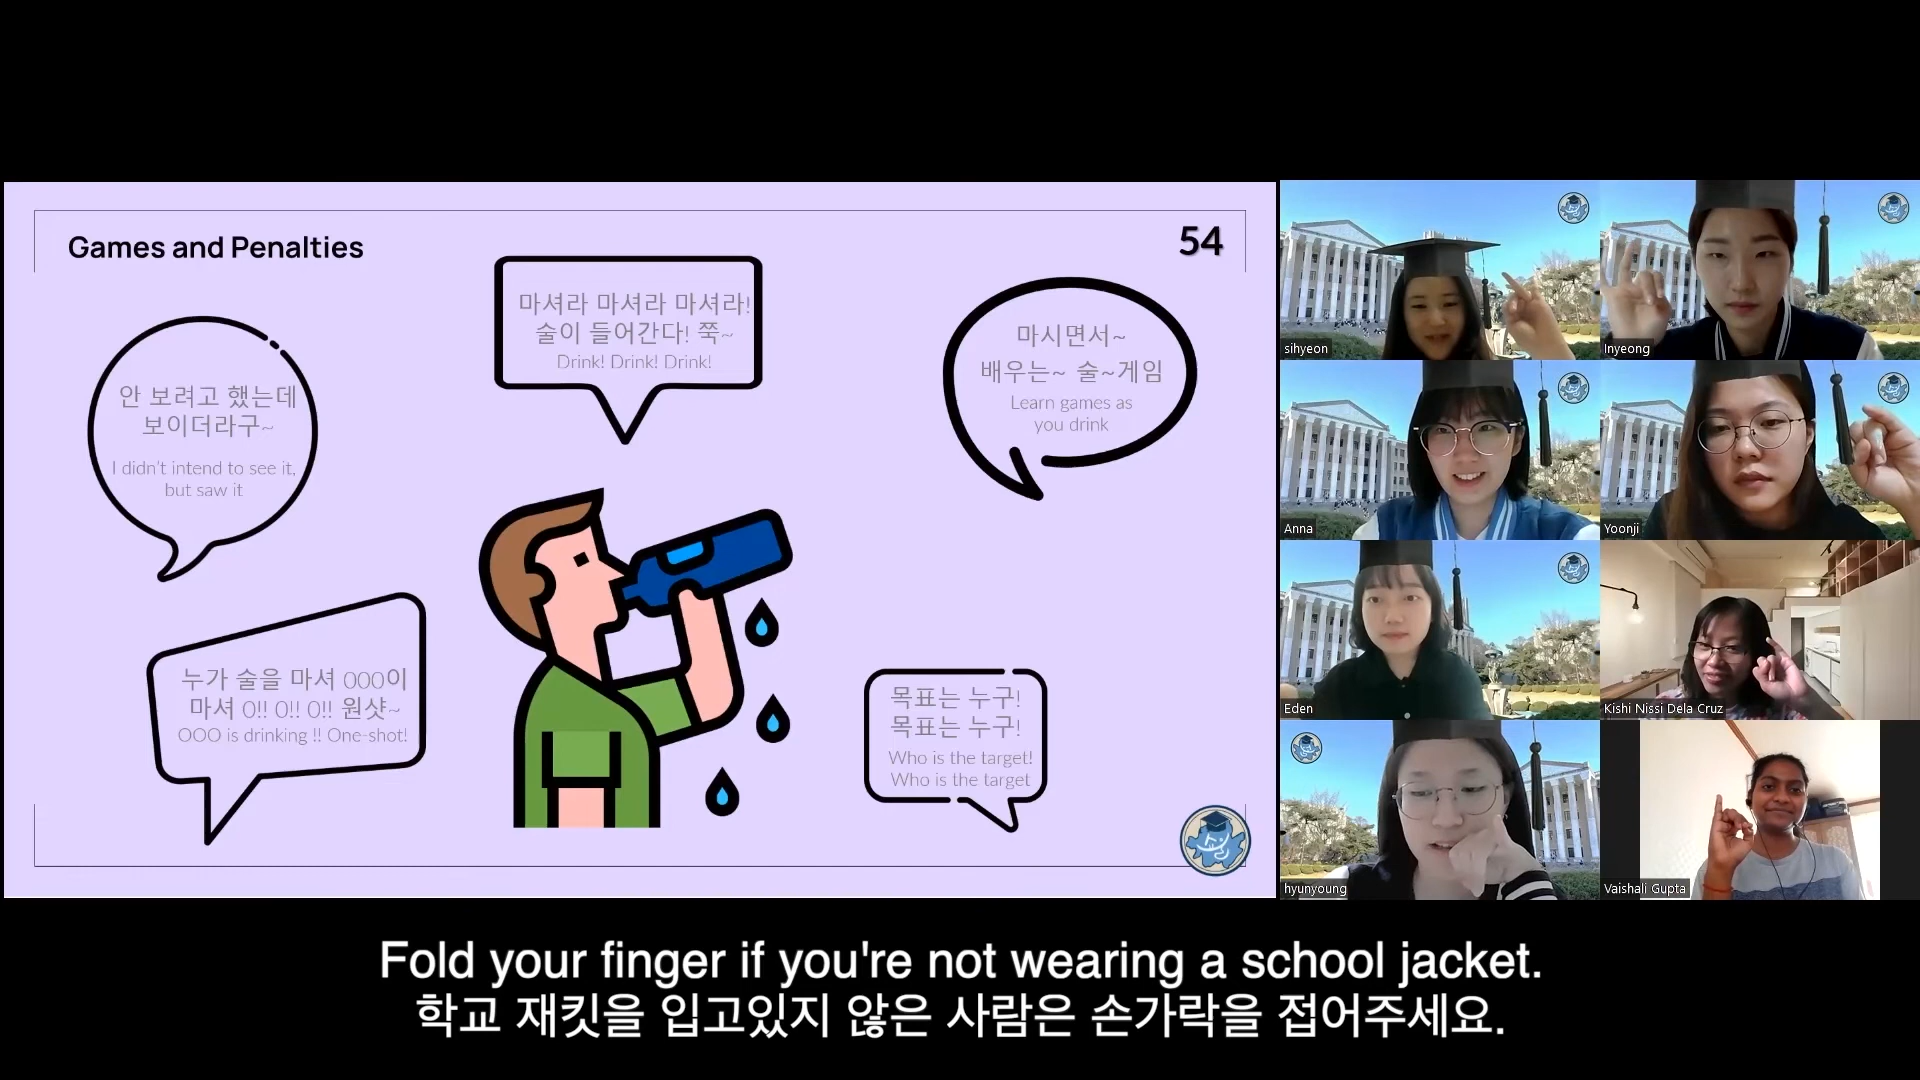 Games and Penalties
54
안 보려고 했는데
보이더라구~
I didn't intend to see it,
but saw it
마셔라 마셔라 마셔라!
술이 들어간다! 쭉~
Drink! Drink! Drink!
마시면서~
배우는~ 술~게임
Learn games as
you drink
누가 술을 마셔 OOO이
마셔 O!! O!! O!! 원샷~
OOO is drinking !! One-shot!
목표는 누구!
목표는 누구!
Who is the target!
Who is the target
sihyeon
Inyeong
Anna
Yoonji
Eden
Kishi Nissi Dela Cruz
hyunyoung
Vaishali Gupta
Fold your finger if you're not wearing a school jacket.
학교 재킷을 입고있지 않은 사람은 손가락을 접어주세요.